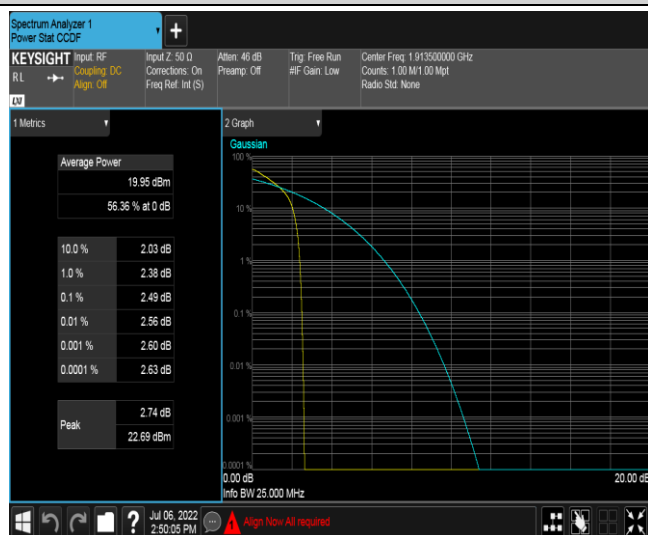 Spectrum Analyzer 1
Power Stat CCDF
+
KEYSIGHT
RL
LXI
Input: RF
Coupling: DC
Align: Off
Input Z: 50 Ω
Corrections: On
Freq Ref: Int (S)
Atten: 46 dB
Preamp: Off
Trig: Free Run
#IF Gain: Low
Center Freq: 1.913500000 GHz
Counts: 1.00 M/1.00 Mpt
Radio Std: None
1 Metrics
Average Power
19.95 dBm
56.36 % at 0 dB
10.0 % 2.03 dB
1.0 % 2.38 dB
0.1 % 2.49 dB
0.01 % 2.56 dB
0.001 % 2.60 dB
0.0001 % 2.63 dB
Peak
2.74 dB
22.69 dBm
2 Graph
Gaussian
100 %
10 %
1 %
0.1 %
0.01 %
0.001 %
0.0001 %
0.00 dB 20.00 dB
Info BW 25.000 MHz
?
Jul 06, 2022
2:50:05 PM
Align Now All required